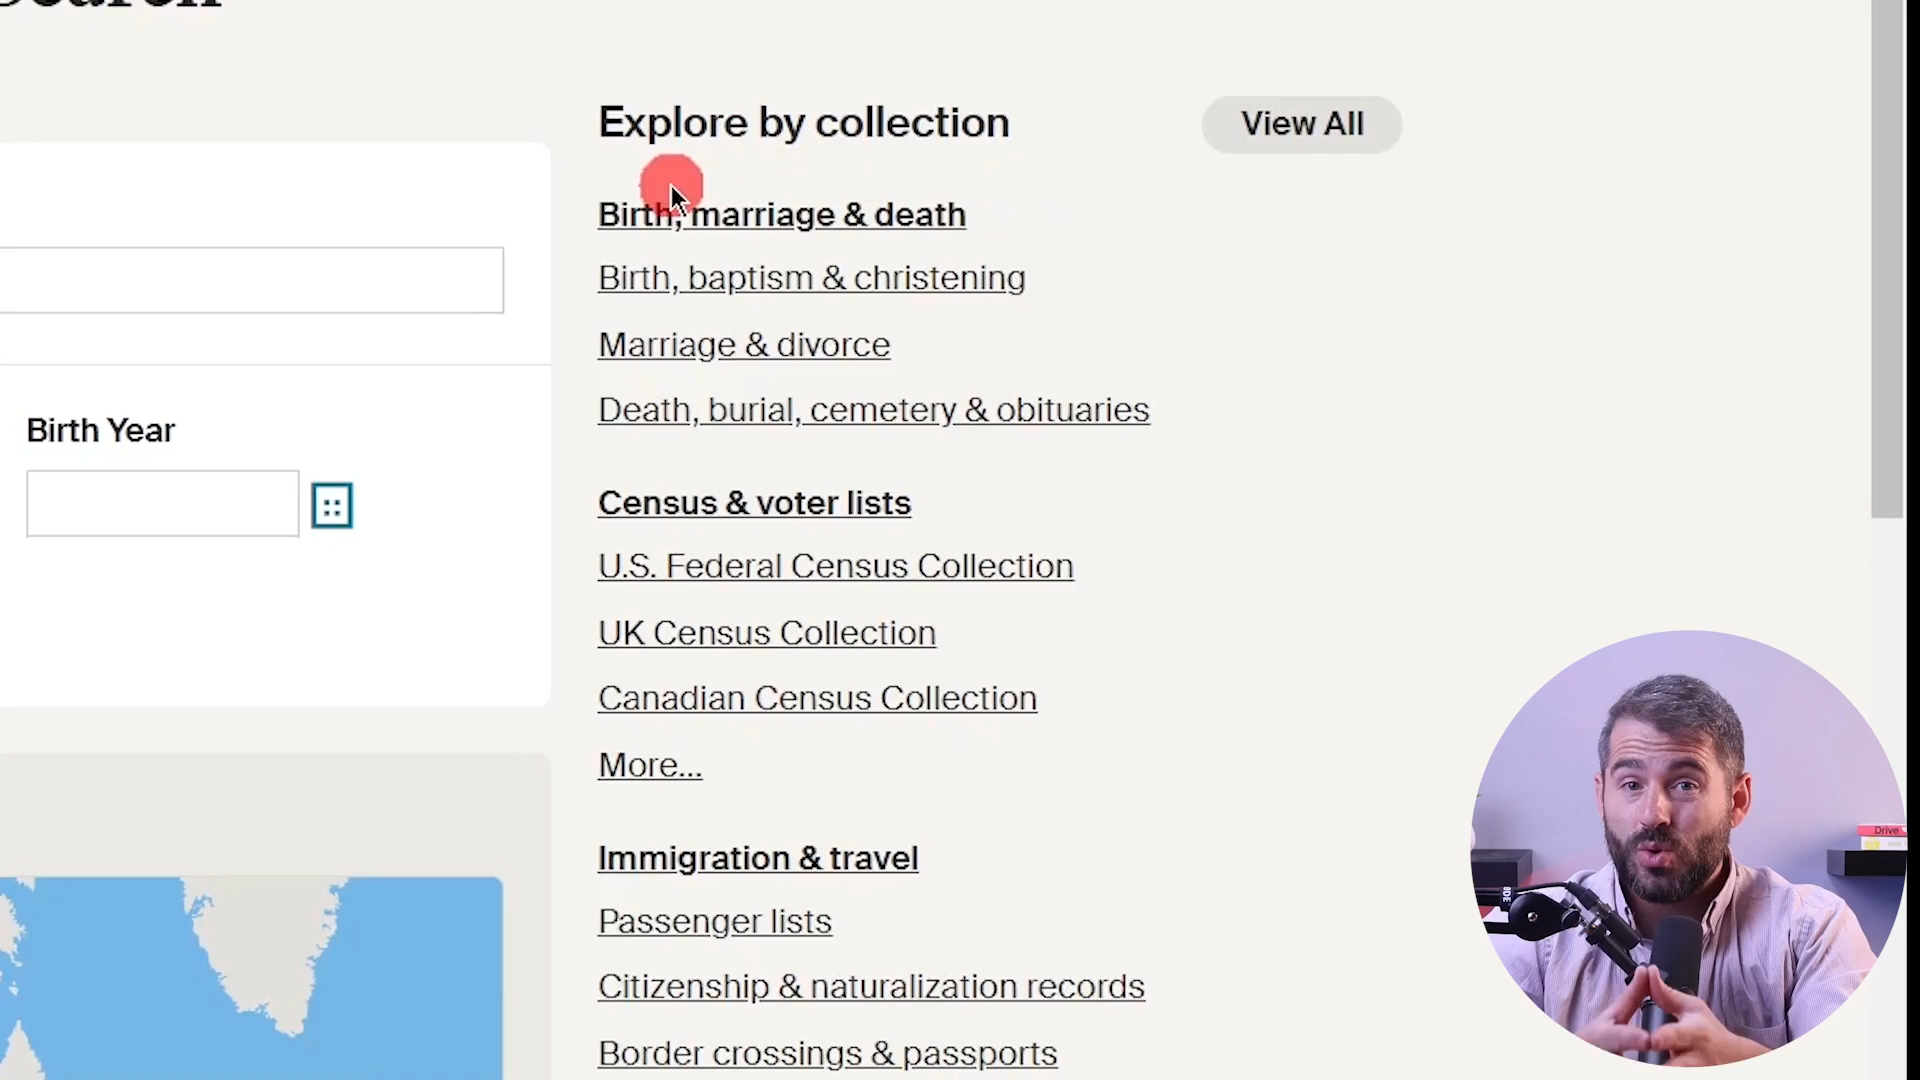 Search
Explore by collection
View All
Birth, marriage & death
Birth, baptism & christening
Marriage & divorce
Death, burial, cemetery & obituaries
Birth Year
Census & voter lists
U.S. Federal Census Collection
UK Census Collection
Canadian Census Collection
More...
Immigration & travel
Passenger lists
Citizenship & naturalization records
Border crossings & passports
Drive